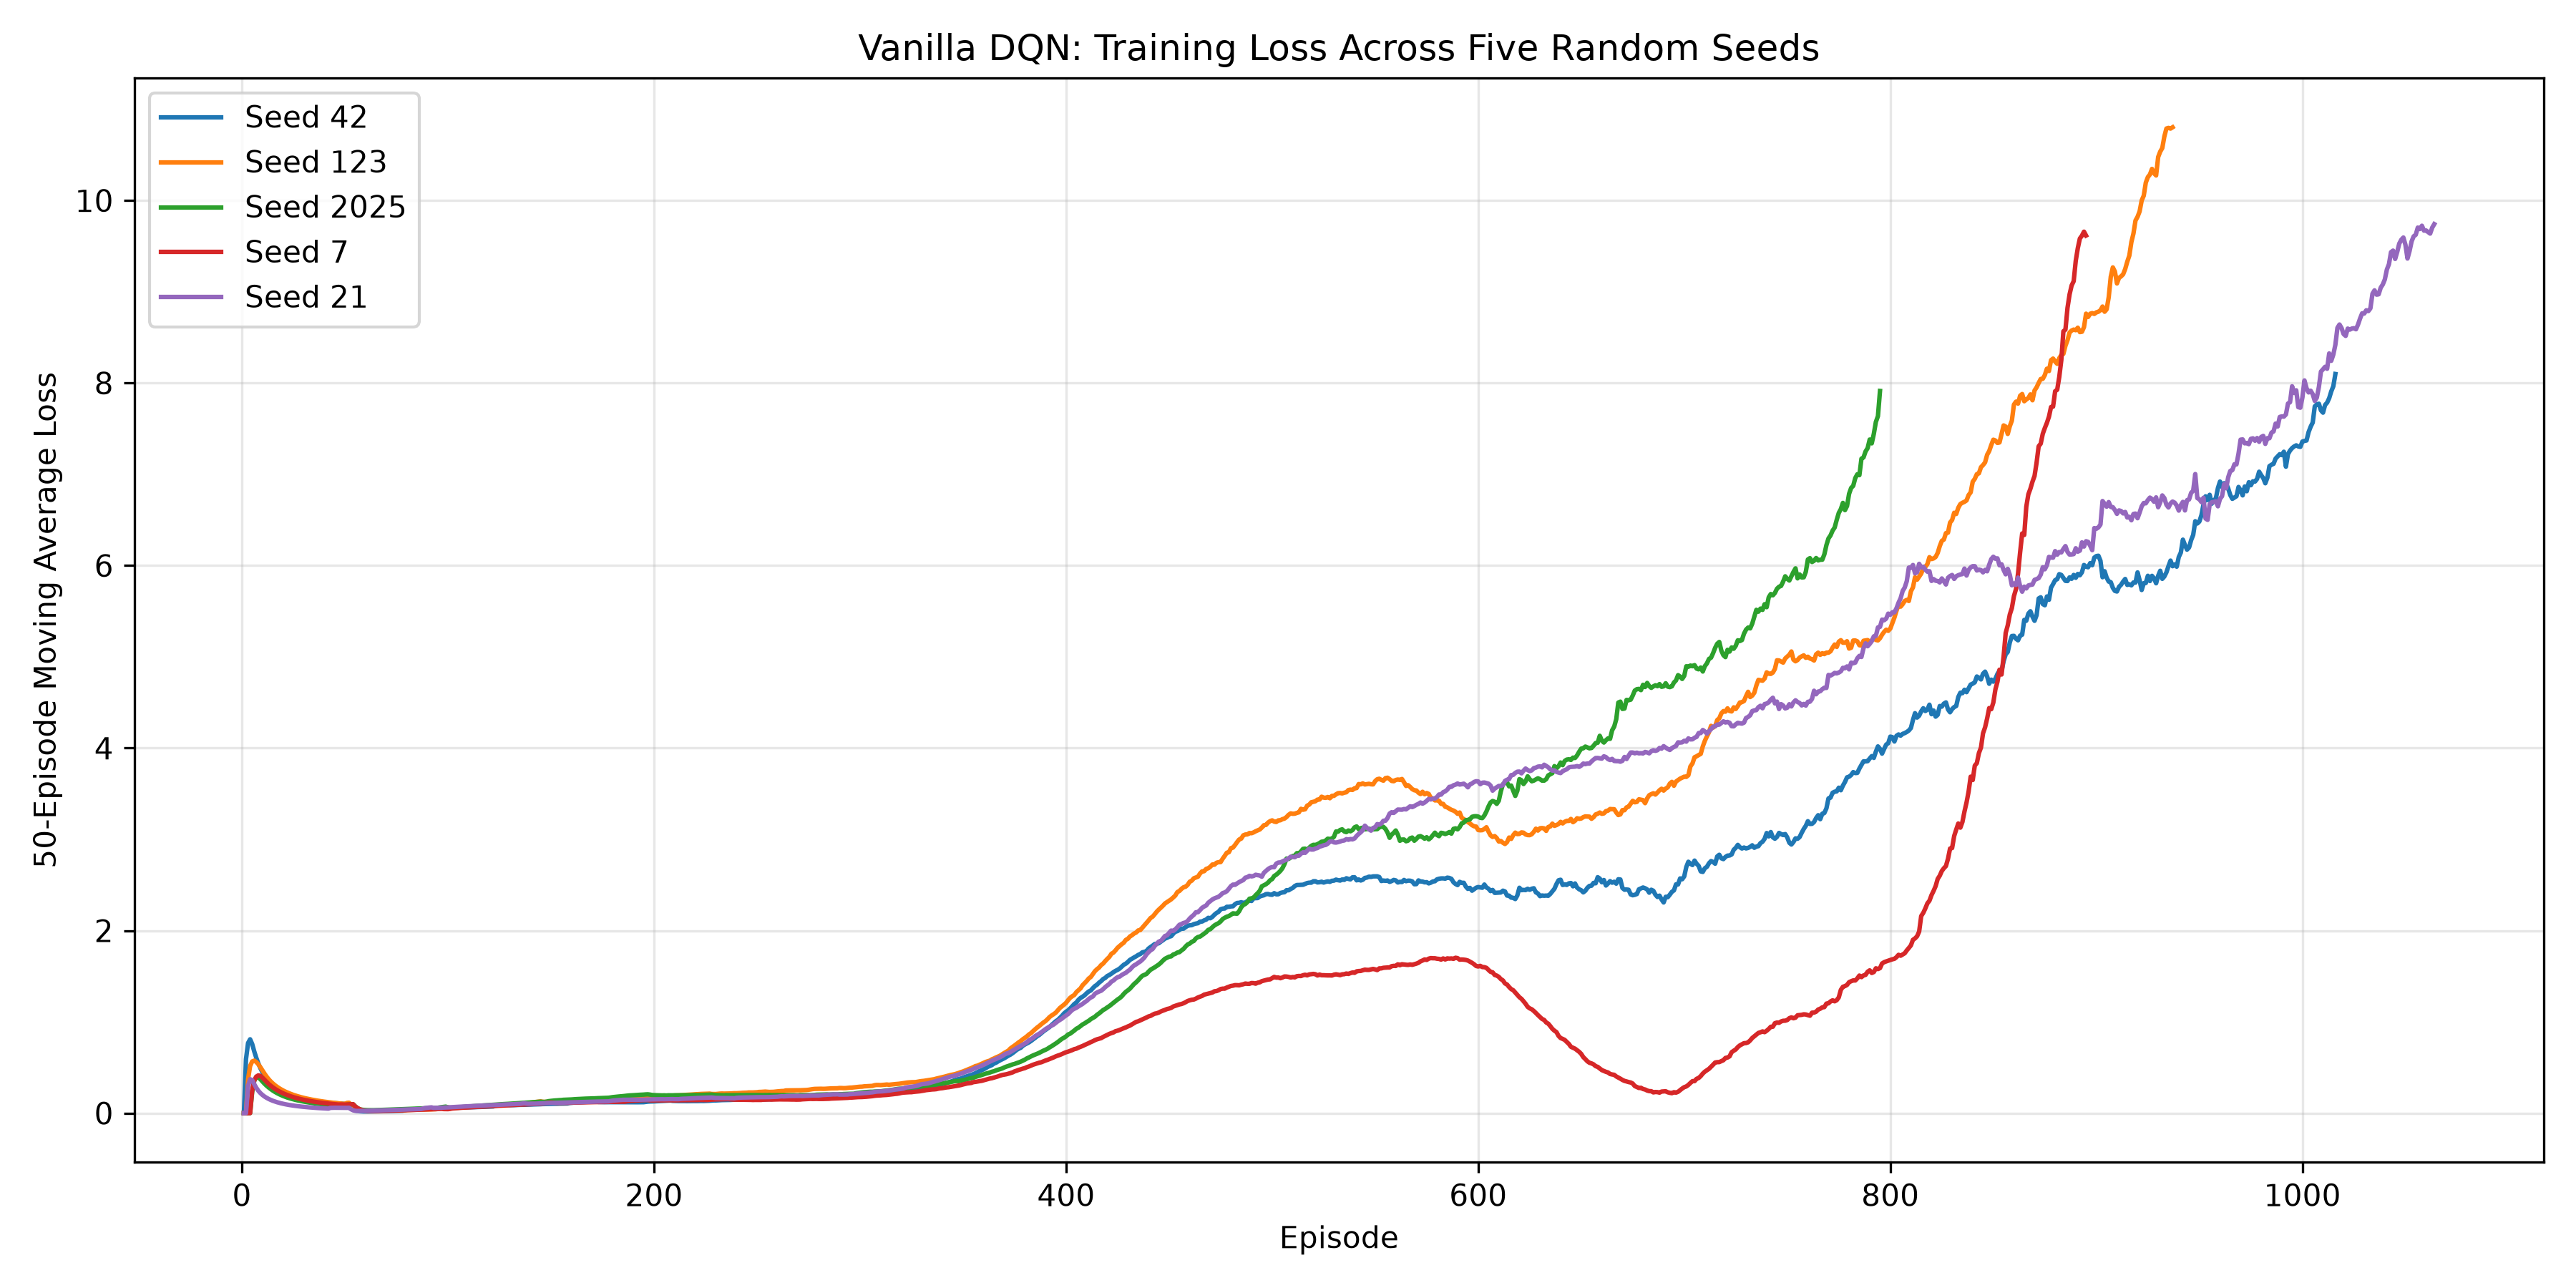 Vanilla DQN: Training Loss Across Five Random Seeds
Seed 42
Seed 123
Seed 2025
Seed 7
Seed 21
50-Episode Moving Average Loss
10
8
6
4
2
0
0 200 400 600 800 1000
Episode